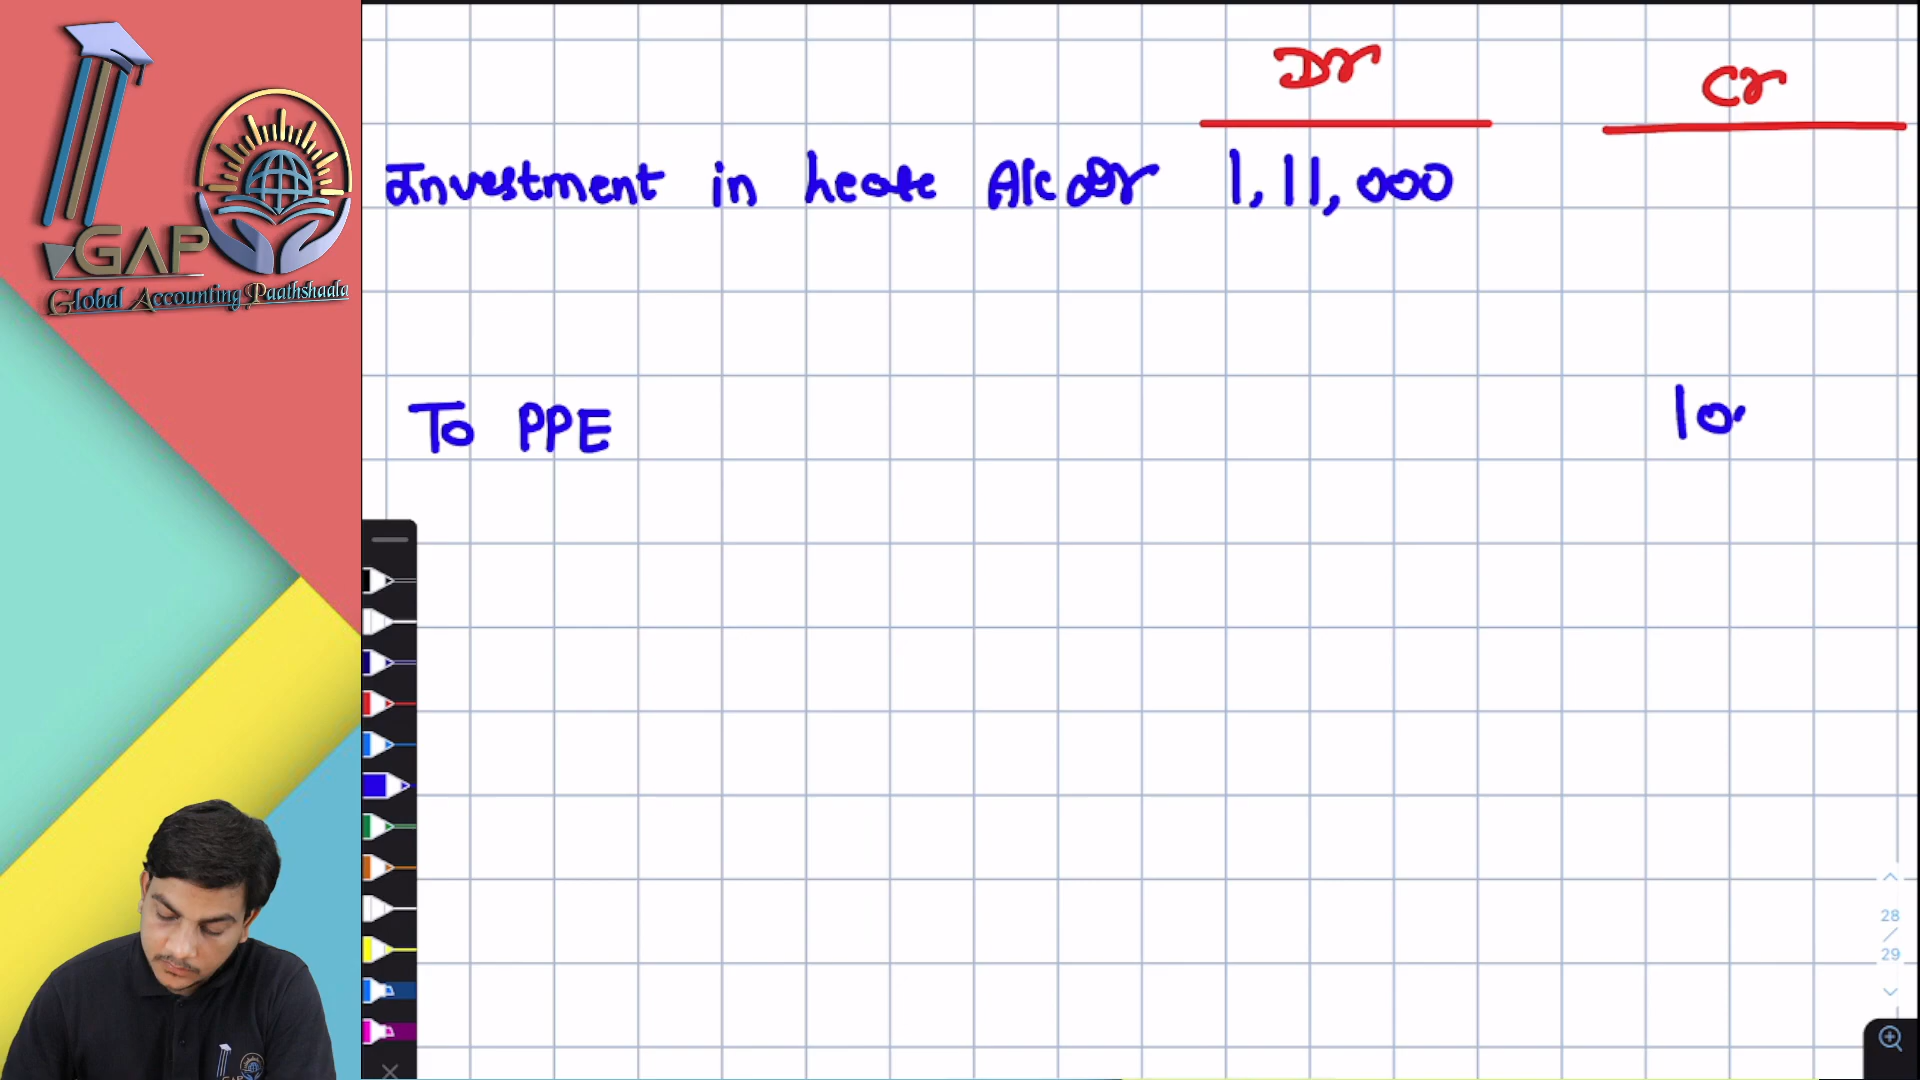 GAP
Global Accounting Paathshaala
Dr
Cr
Investment in lease A/c Dr 1,11,000
To PPE 10
28
/
29